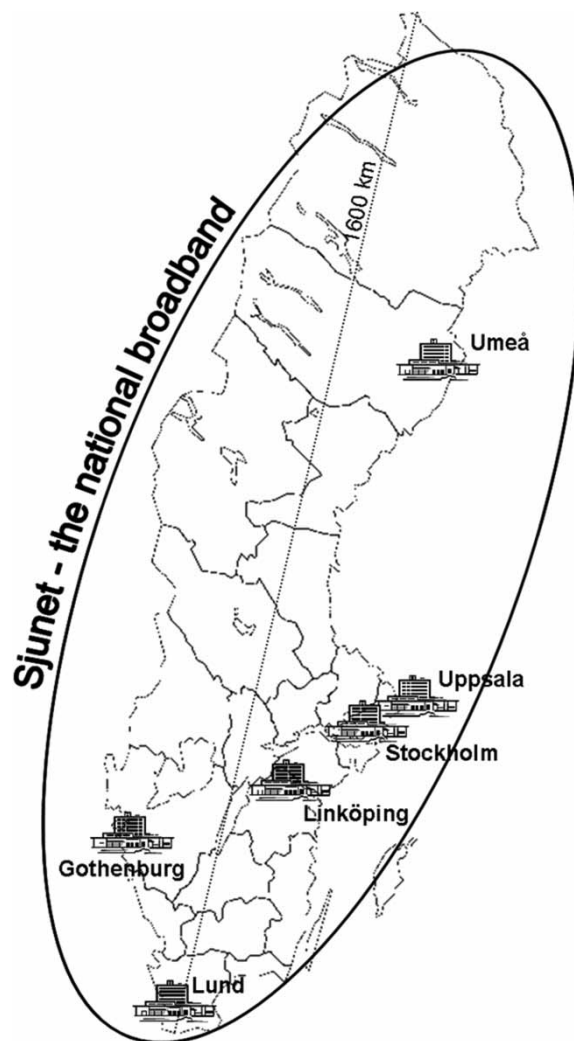 1600 km
Sjunet - the national broadband
Umeå
Uppsala
Stockholm
Linköping
Gothenburg
Lund